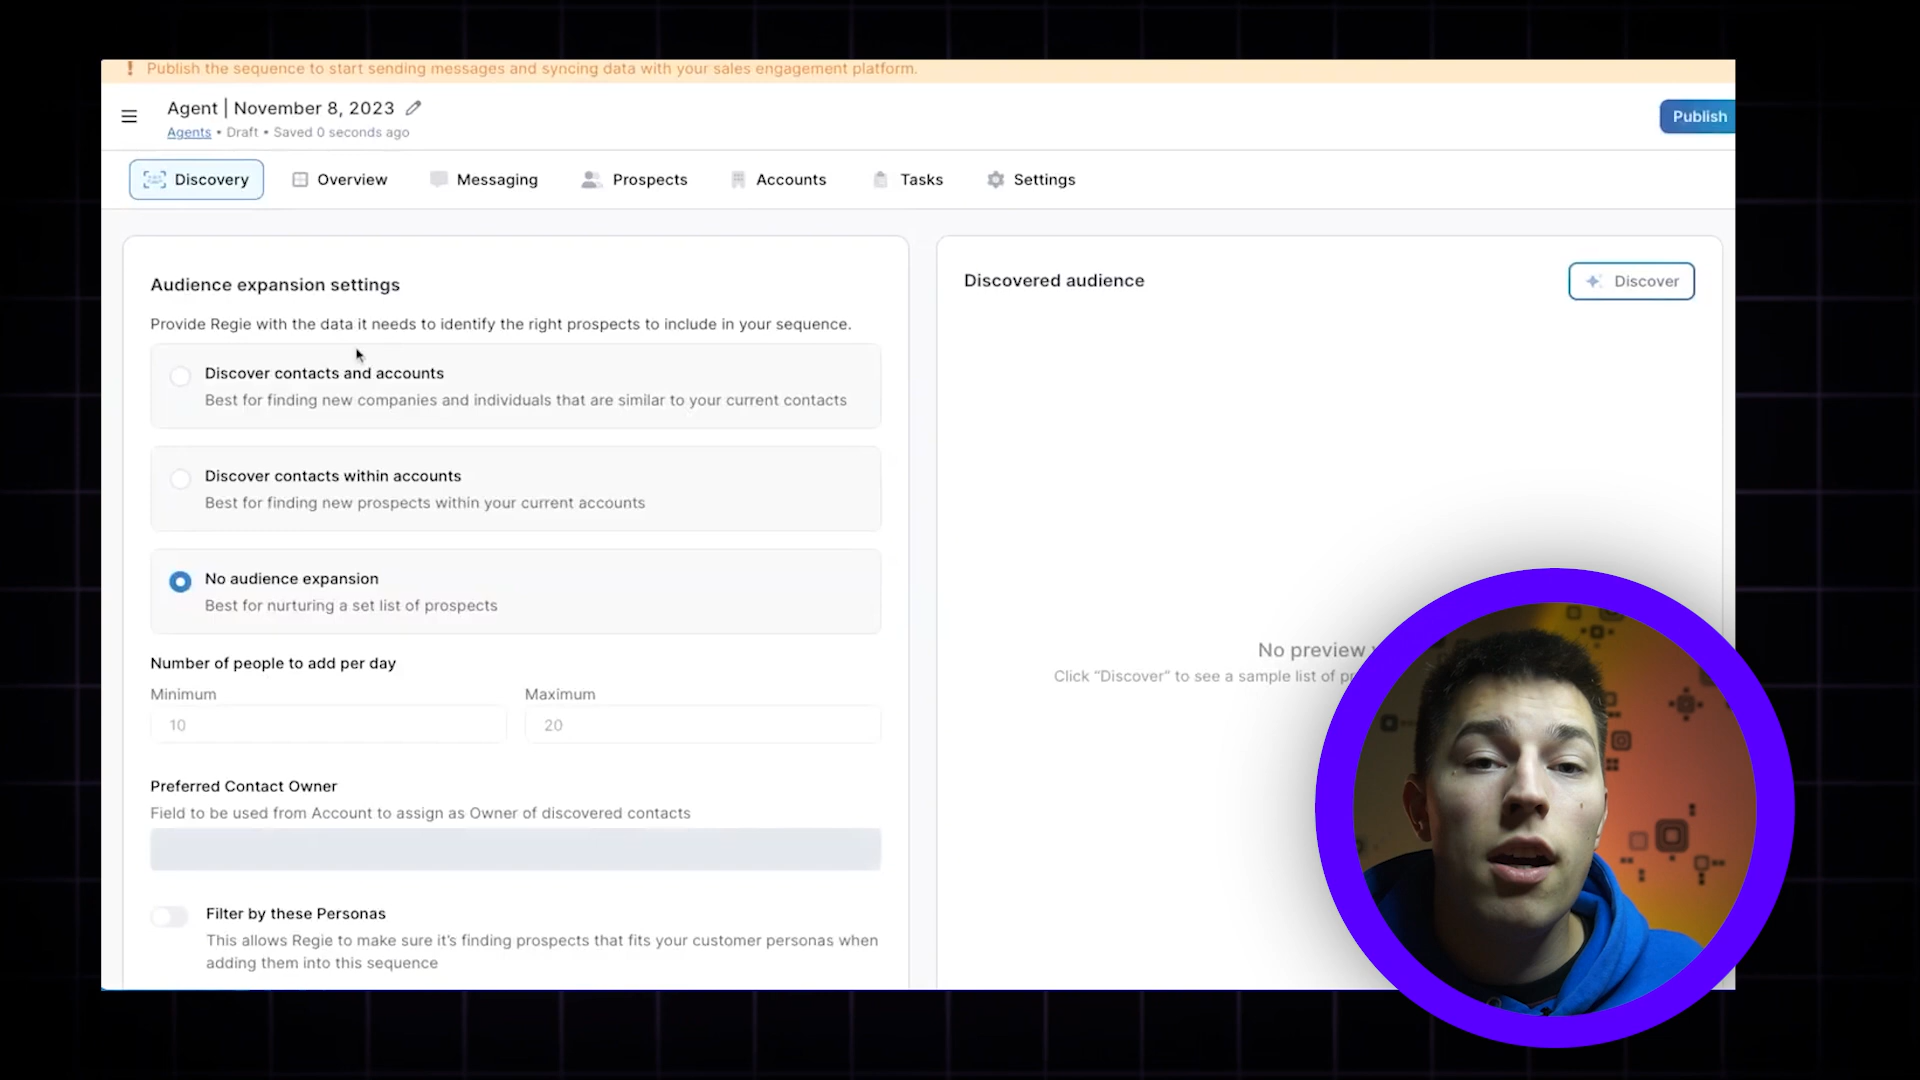 ! Publish the sequence to start sending messages and syncing data with your sales engagement platform.
Agent | November 8, 2023
Agents • Draft • Saved 0 seconds ago
Publish
Discovery
Overview
Messaging
Prospects
Accounts
Tasks
Settings
Audience expansion settings
Provide Regie with the data it needs to identify the right prospects to include in your sequence.
Discover contacts and accounts
Best for finding new companies and individuals that are similar to your current contacts
Discover contacts within accounts
Best for finding new prospects within your current accounts
No audience expansion
Best for nurturing a set list of prospects
Number of people to add per day
Minimum
Maximum
10
20
Preferred Contact Owner
Field to be used from Account to assign as Owner of discovered contacts
Filter by these Personas
This allows Regie to make sure it's finding prospects that fits your customer personas when
adding them into this sequence
Discovered audience
Discover
No preview
Click “Discover” to see a sample list of